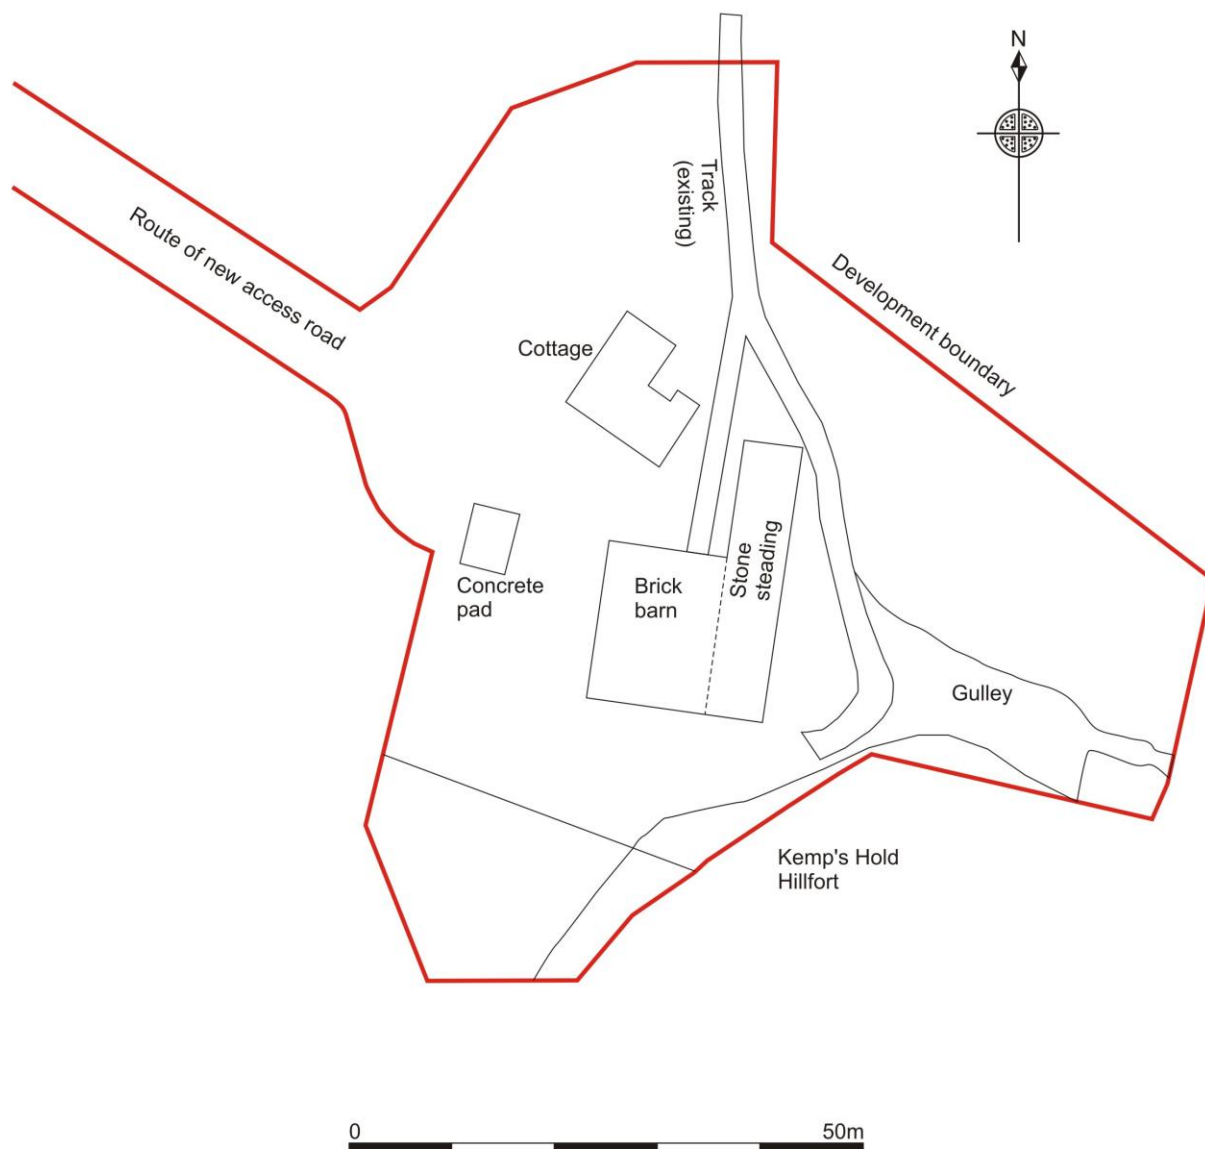 N
Track
(existing)
Route of new access road
Development boundary
Cottage
Stone
steading
Brick
barn
Concrete
pad
Gulley
Kemp's Hold
Hillfort
0
50m